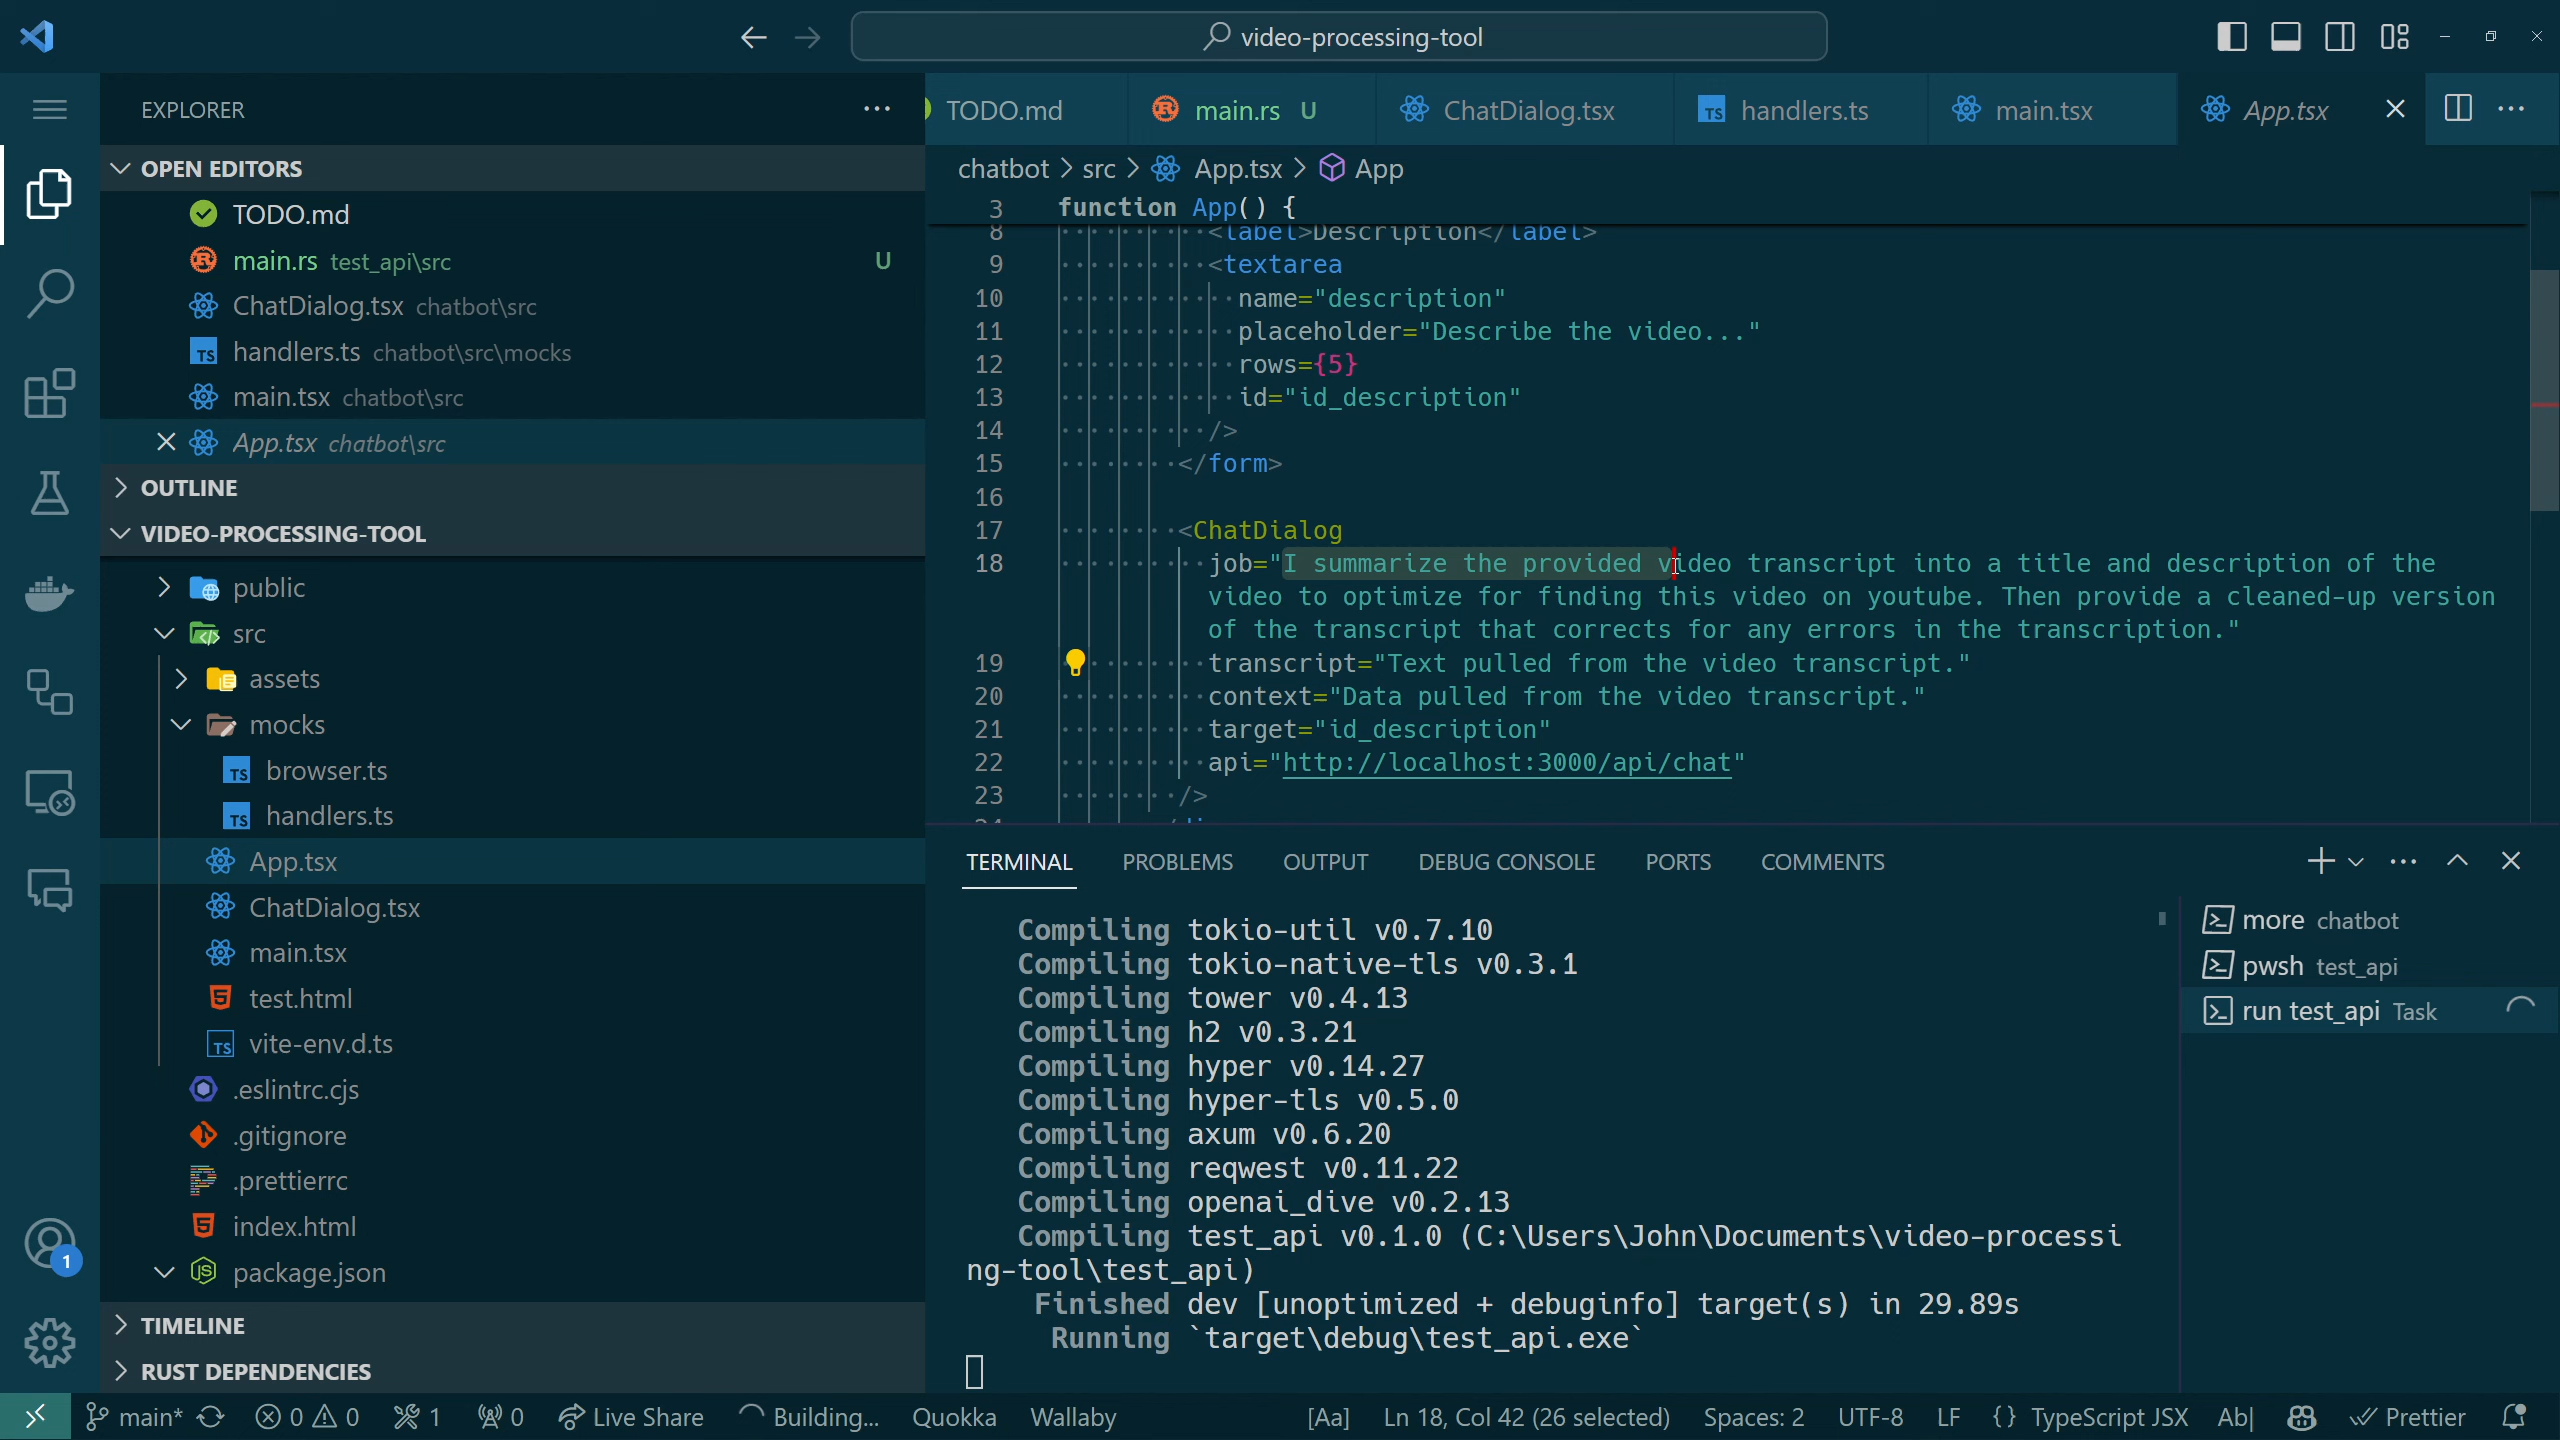 video-processing-tool
EXPLORER
OPEN EDITORS
TODO.md
main.rs test_api\src U
ChatDialog.tsx chatbot\src
handlers.ts chatbot\src\mocks
main.tsx chatbot\src
App.tsx chatbot\src
OUTLINE
VIDEO-PROCESSING-TOOL
public
src
assets
mocks
browser.ts
handlers.ts
App.tsx
ChatDialog.tsx
main.tsx
test.html
vite-env.d.ts
.eslintrc.cjs
.gitignore
.prettierrc
index.html
package.json
TIMELINE
RUST DEPENDENCIES
1
TODO.md main.rs U ChatDialog.tsx handlers.ts main.tsx App.tsx
chatbot > src > App.tsx > App
3 function App() {
8 <label>Description</label>
9 <textarea
10 name="description"
11 placeholder="Describe the video..."
12 rows={5}
13 id="id_description"
14 />
15 </form>
16
17 <ChatDialog
18 job="I summarize the provided video transcript into a title and description of the
video to optimize for finding this video on youtube. Then provide a cleaned-up version
of the transcript that corrects for any errors in the transcription."
19 transcript="Text pulled from the video transcript."
20 context="Data pulled from the video transcript."
21 target="id_description"
22 api="http://localhost:3000/api/chat"
23 />
TERMINAL PROBLEMS OUTPUT DEBUG CONSOLE PORTS COMMENTS
Compiling tokio-util v0.7.10
Compiling tokio-native-tls v0.3.1
Compiling tower v0.4.13
Compiling h2 v0.3.21
Compiling hyper v0.14.27
Compiling hyper-tls v0.5.0
Compiling axum v0.6.20
Compiling reqwest v0.11.22
Compiling openai_dive v0.2.13
Compiling test_api v0.1.0 (C:\Users\John\Documents\video-processi
ng-tool\test_api)
Finished dev [unoptimized + debuginfo] target(s) in 29.89s
Running `target\debug\test_api.exe`
more chatbot
pwsh test_api
run test_api Task
main* 0 0 1 0 Live Share Building... Quokka Wallaby [Aa] Ln 18, Col 42 (26 selected) Spaces: 2 UTF-8 LF {} TypeScript JSX Ab| Prettier